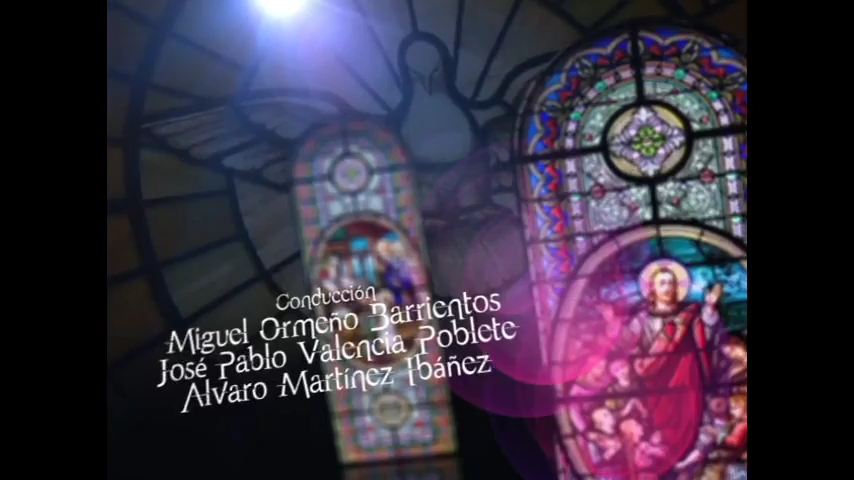 Conducción
Miguel Ormeño Barrientos
José Pablo Valencia Poblete
Alvaro Martínez Ibáñez